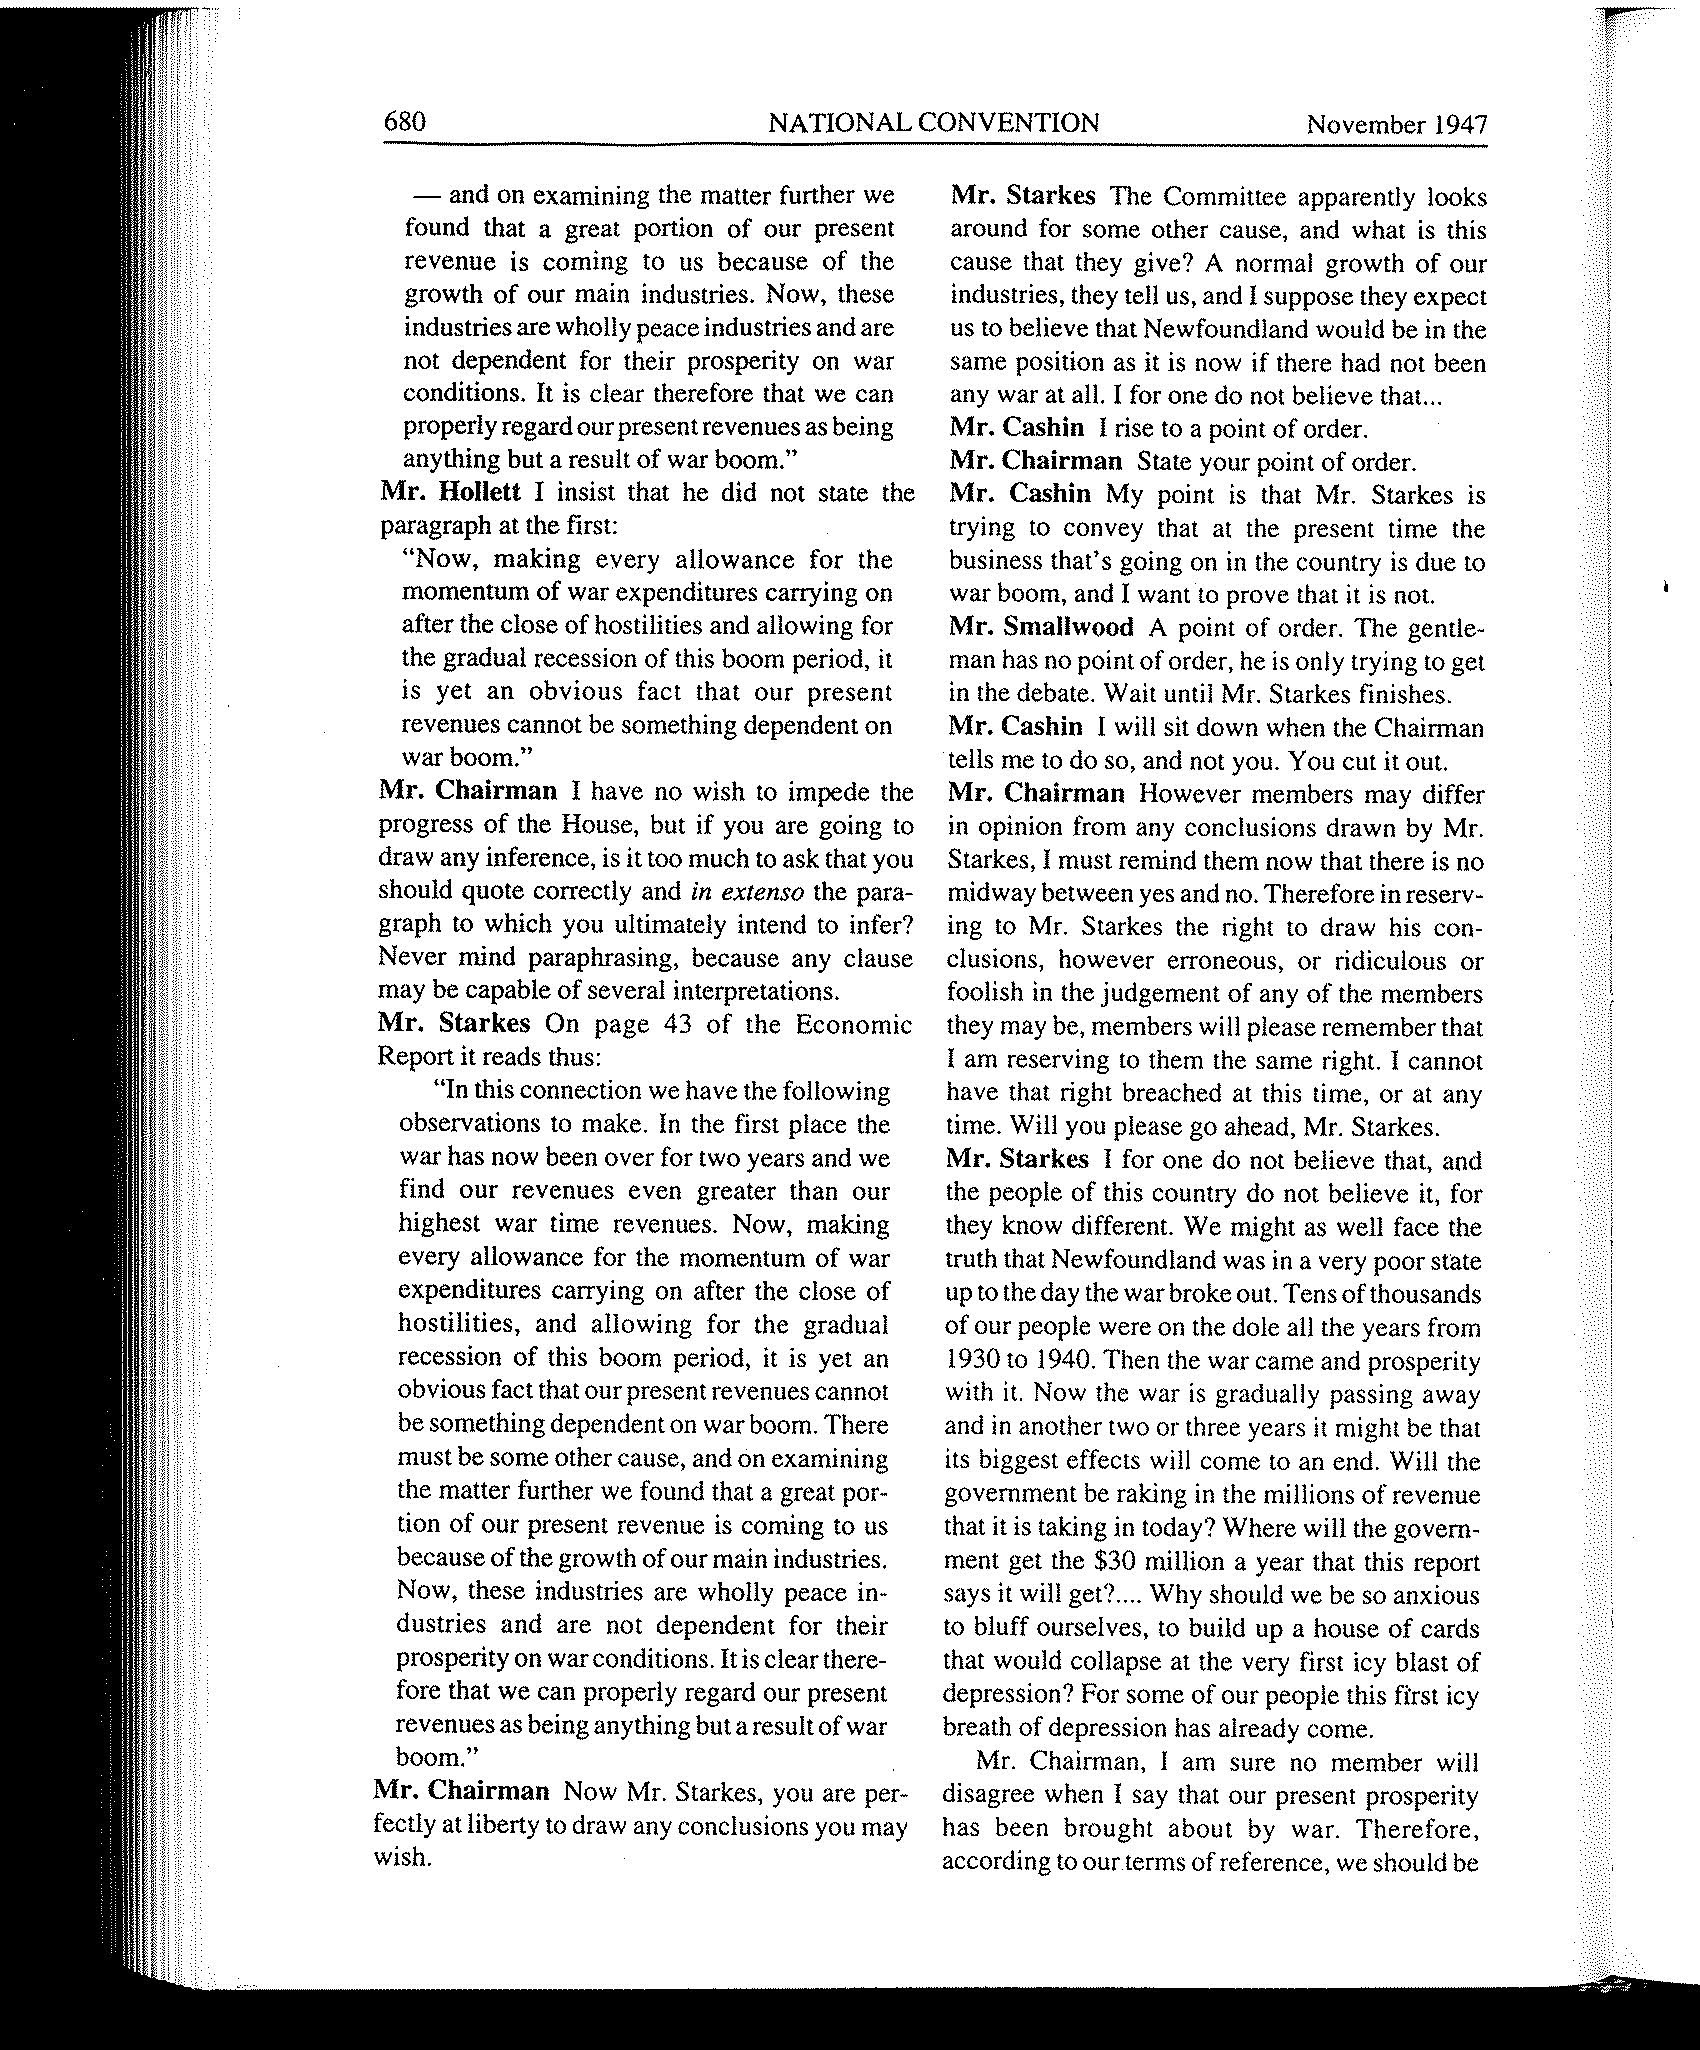 680 NATIONAL CONVENTION November 1947
— and on examining the matter further we
found that a great portion of our present
revenue is coming to us because of the
growth of our main industries. Now, these
industries are wholly peace industries and are
not dependent for their prosperity on war
conditions. It is clear therefore that we can
properly regard our present revenues as being
anything but a result of war boom."
Mr. Hollett I insist that he did not state the
paragraph at the first:
"Now, making every allowance for the
momentum of war expenditures carrying on
after the close of hostilities and allowing for
the gradual recession of this boom period, it
is yet an obvious fact that our present
revenues cannot be something dependent on
war boom."
Mr. Chairman I have no wish to impede the
progress of the House, but if you are going to
draw any inference, is it too much to ask that you
should quote correctly and in extenso the para-
graph to which you ultimately intend to infer?
Never mind paraphrasing, because any clause
may be capable of several interpretations.
Mr. Starkes On page 43 of the Economic
Report it reads thus:
"In this connection we have the following
observations to make. In the first place the
war has now been over for two years and we
find our revenues even greater than our
highest war time revenues. Now, making
every allowance for the momentum of war
expenditures carrying on after the close of
hostilities, and allowing for the gradual
recession of this boom period, it is yet an
obvious fact that our present revenues cannot
be something dependent on war boom. There
must be some other cause, and on examining
the matter further we found that a great por-
tion of our present revenue is coming to us
because of the growth of our main industries.
Now, these industries are wholly peace in-
dustries and are not dependent for their
prosperity on war conditions. It is clear there-
fore that we can properly regard our present
revenues as being anything but a result of war
boom."
Mr. Chairman Now Mr. Starkes, you are per-
fectly at liberty to draw any conclusions you may
wish.
Mr. Starkes The Committee apparently looks
around for some other cause, and what is this
cause that they give? A normal growth of our
industries, they tell us, and I suppose they expect
us to believe that Newfoundland would be in the
same position as it is now if there had not been
any war at all. I for one do not believe that...
Mr. Cashin I rise to a point of order.
Mr. Chairman State your point of order.
Mr. Cashin My point is that Mr. Starkes is
trying to convey that at the present time the
business that's going on in the country is due to
war boom, and I want to prove that it is not.
Mr. Smallwood A point of order. The gentle-
man has no point of order, he is only trying to get
in the debate. Wait until Mr. Starkes finishes.
Mr. Cashin I will sit down when the Chairman
tells me to do so, and not you. You cut it out.
Mr. Chairman However members may differ
in opinion from any conclusions drawn by Mr.
Starkes, I must remind them now that there is no
midway between yes and no. Therefore in reserv-
ing to Mr. Starkes the right to draw his con-
clusions, however erroneous, or ridiculous or
foolish in the judgement of any of the members
they may be, members will please remember that
I am reserving to them the same right. I cannot
have that right breached at this time, or at any
time. Will you please go ahead, Mr. Starkes.
Mr. Starkes I for one do not believe that, and
the people of this country do not believe it, for
they know different. We might as well face the
truth that Newfoundland was in a very poor state
up to the day the war broke out. Tens of thousands
of our people were on the dole all the years from
1930 to 1940. Then the war came and prosperity
with it. Now the war is gradually passing away
and in another two or three years it might be that
its biggest effects will come to an end. Will the
government be raking in the millions of revenue
that it is taking in today? Where will the govern-
ment get the $30 million a year that this report
says it will get?.... Why should we be so anxious
to bluff ourselves, to build up a house of cards
that would collapse at the very first icy blast of
depression? For some of our people this first icy
breath of depression has already come.
Mr. Chairman, I am sure no member will
disagree when I say that our present prosperity
has been brought about by war. Therefore,
according to our terms of reference, we should be